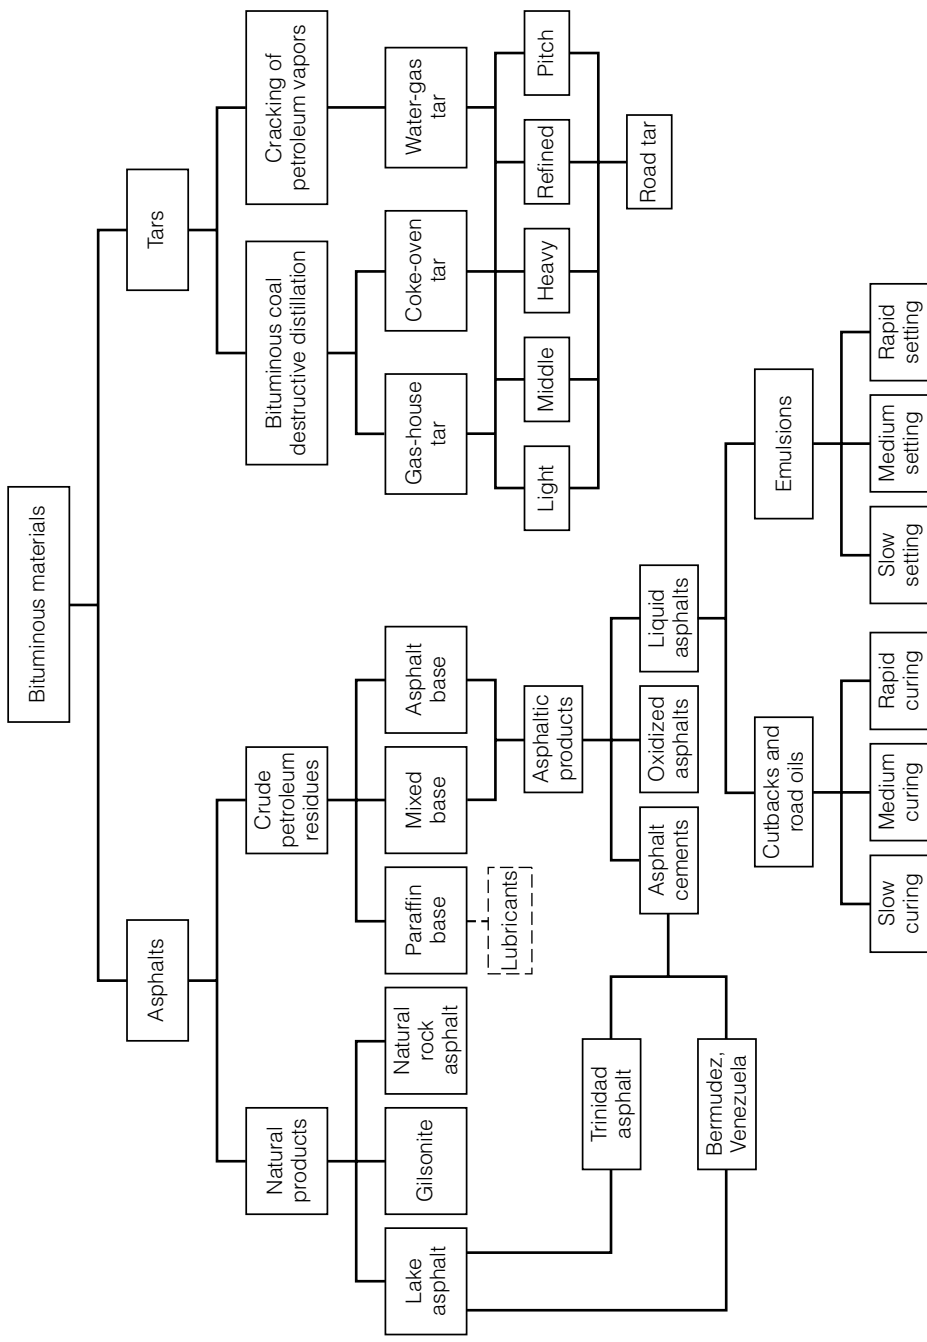 Bituminous materials
Asphalts
Tars
Natural
products
Crude
petroleum
residues
Bituminous coal
destructive distillation
Cracking of
petroleum vapors
Lake
asphalt
Gilsonite
Natural
rock
asphalt
Paraffin
base
Mixed
base
Asphalt
base
Gas-house
tar
Coke-oven
tar
Water-gas
tar
Lubricants
Asphaltic
products
Light
Middle
Heavy
Refined
Pitch
Trinidad
asphalt
Asphalt
cements
Oxidized
asphalts
Liquid
asphalts
Road tar
Bermudez,
Venezuela
Cutbacks and
road oils
Emulsions
Slow
curing
Medium
curing
Rapid
curing
Slow
setting
Medium
setting
Rapid
setting